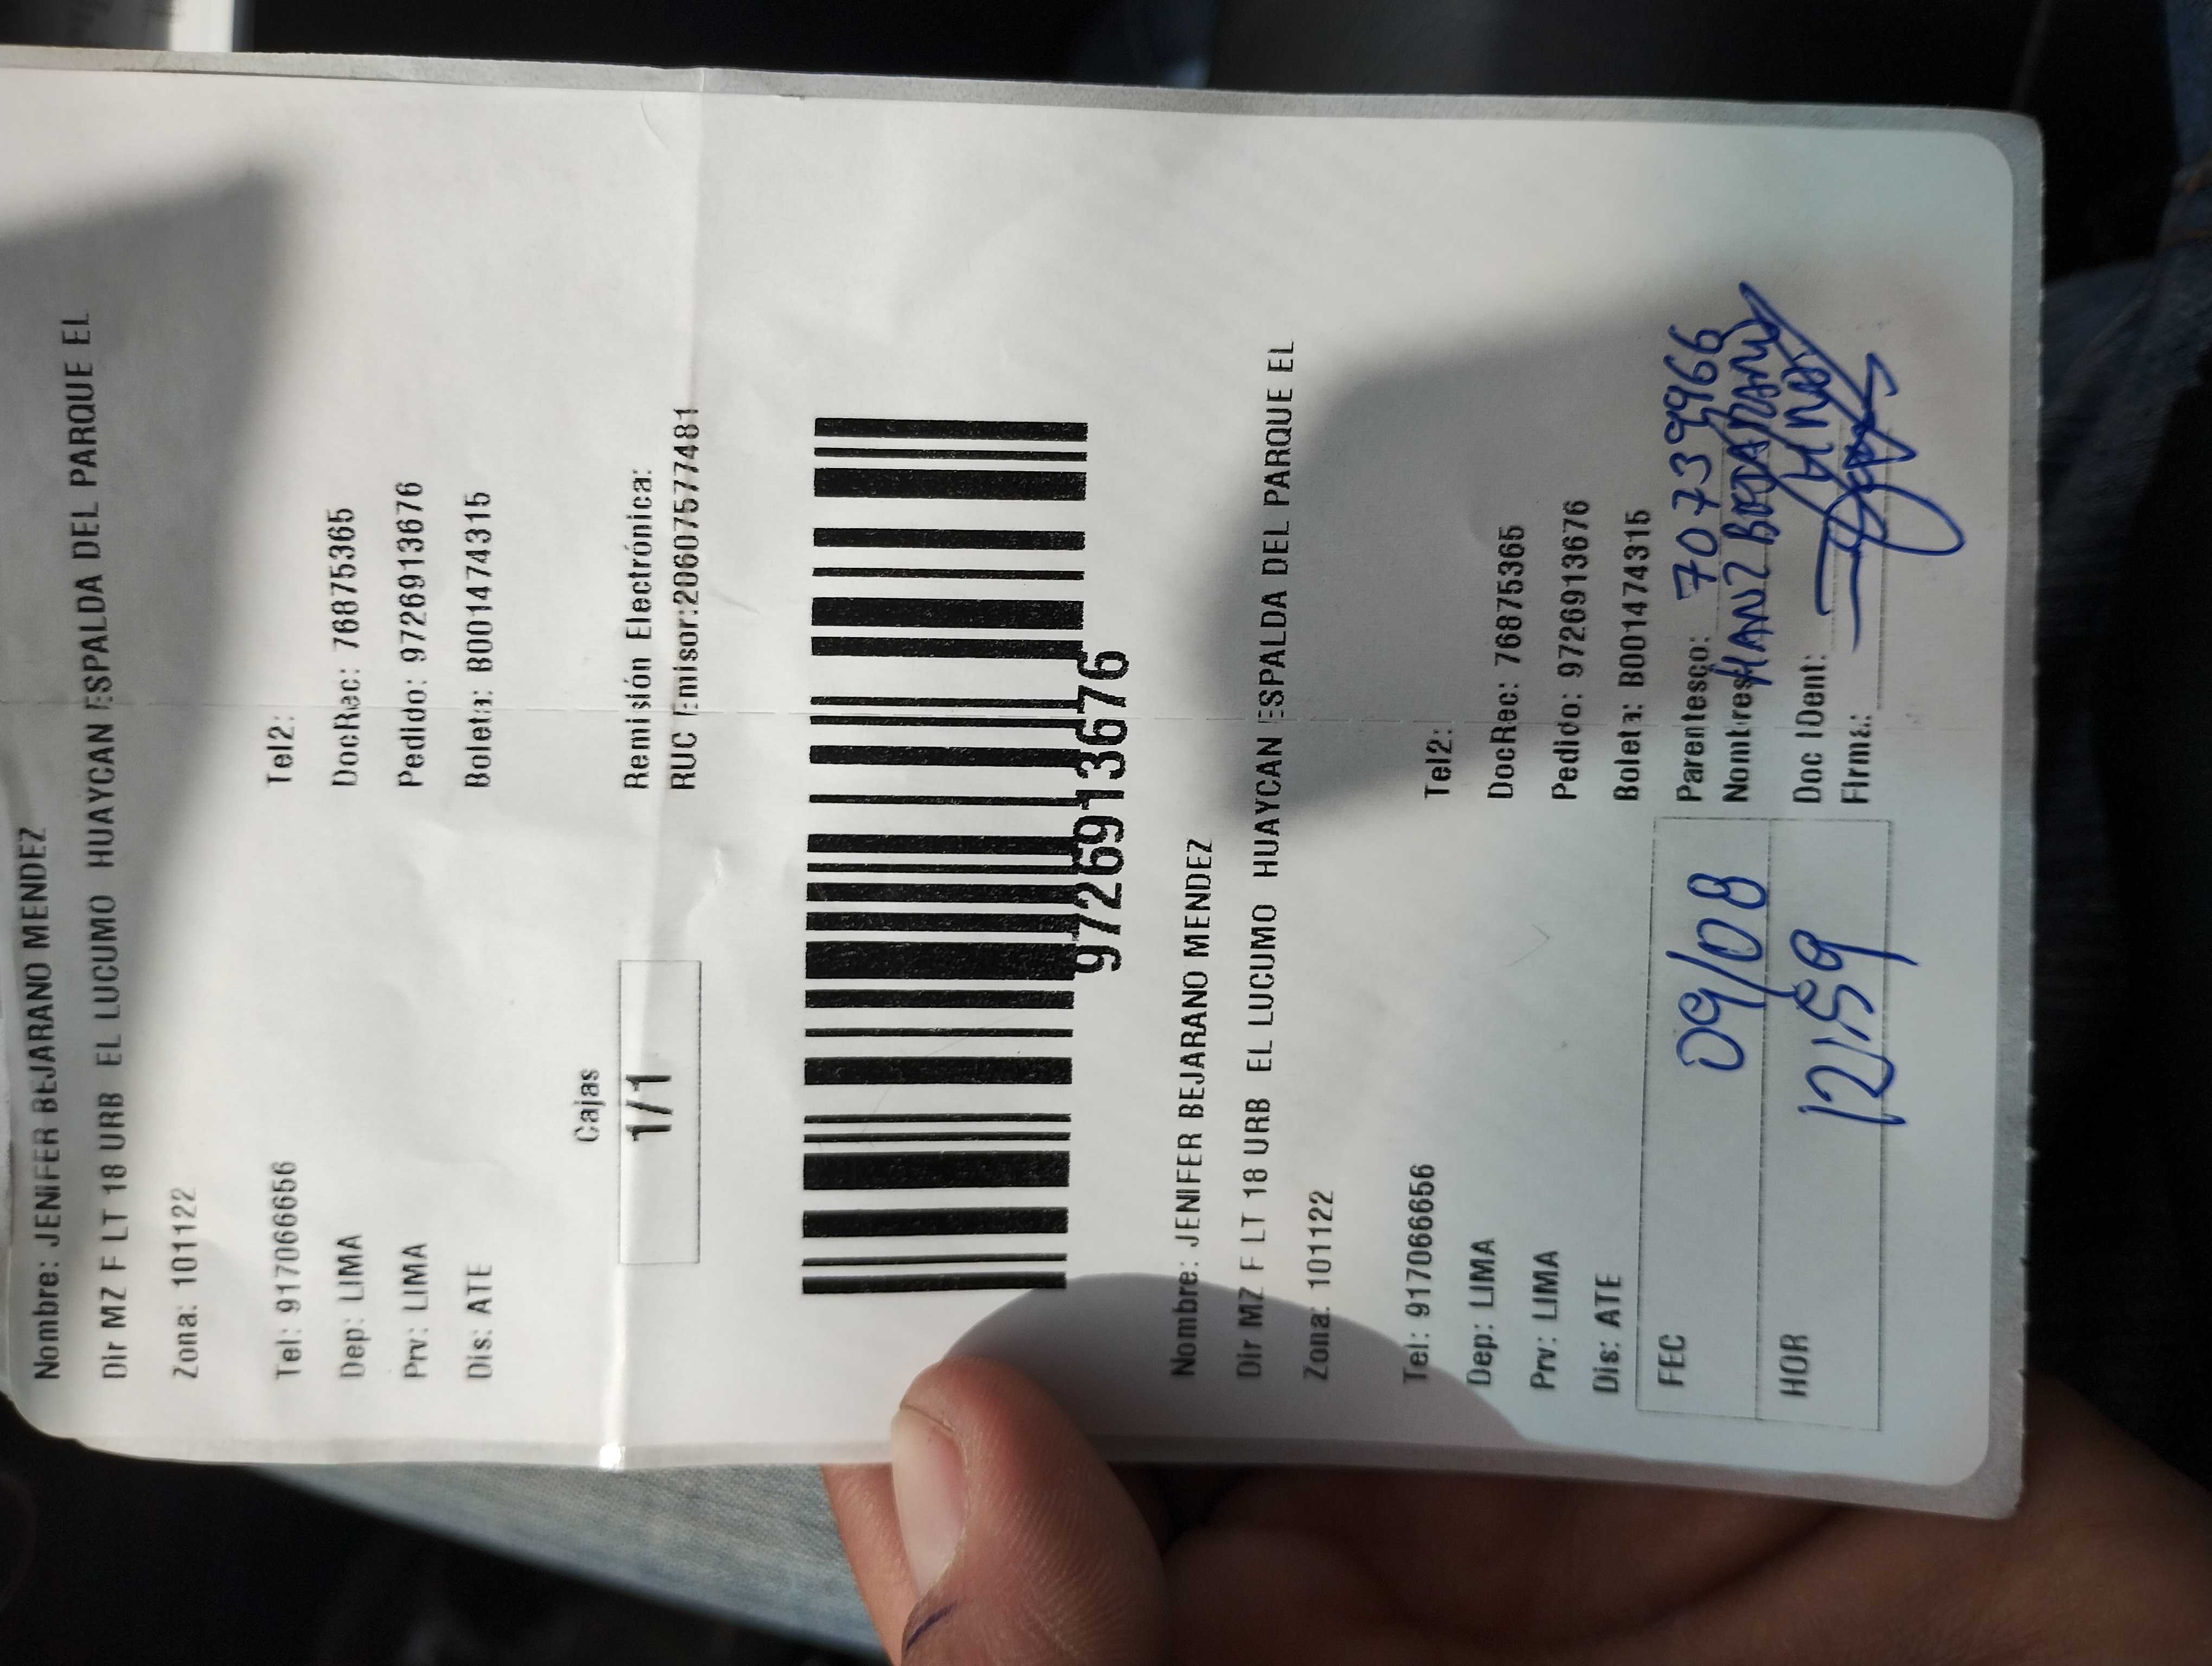 Nombre: JENIFER BEJARANO MENDEZ
Dir MZ F LT 18 URB EL LUCUMO HUAYCAN ESPALDA DEL PARQUE EL
Zona: 101122
Tel: 917066656 Tel2:
Dep: LIMA DocRec: 76875365
Prv: LIMA Pedido: 9726913676
Dis: ATE Boleta: B001474315
Cajas
1/1
Remisión Electrónica:
RUC Emisor:20607577481
9726913676
Nombre: JENIFER BEJARANO MENDEZ
Dir MZ F LT 18 URB EL LUCUMO HUAYCAN ESPALDA DEL PARQUE EL
Zona: 101122
Tel: 917066656 Tel2:
Dep: LIMA DocRec: 76875365
Prv: LIMA Pedido: 9726913676
Dis: ATE Boleta: B001474315
FEC 09/08 Parentesco: 70739966
Nombres HANZ
HOR 12:59 Doc IDent:
Firma: